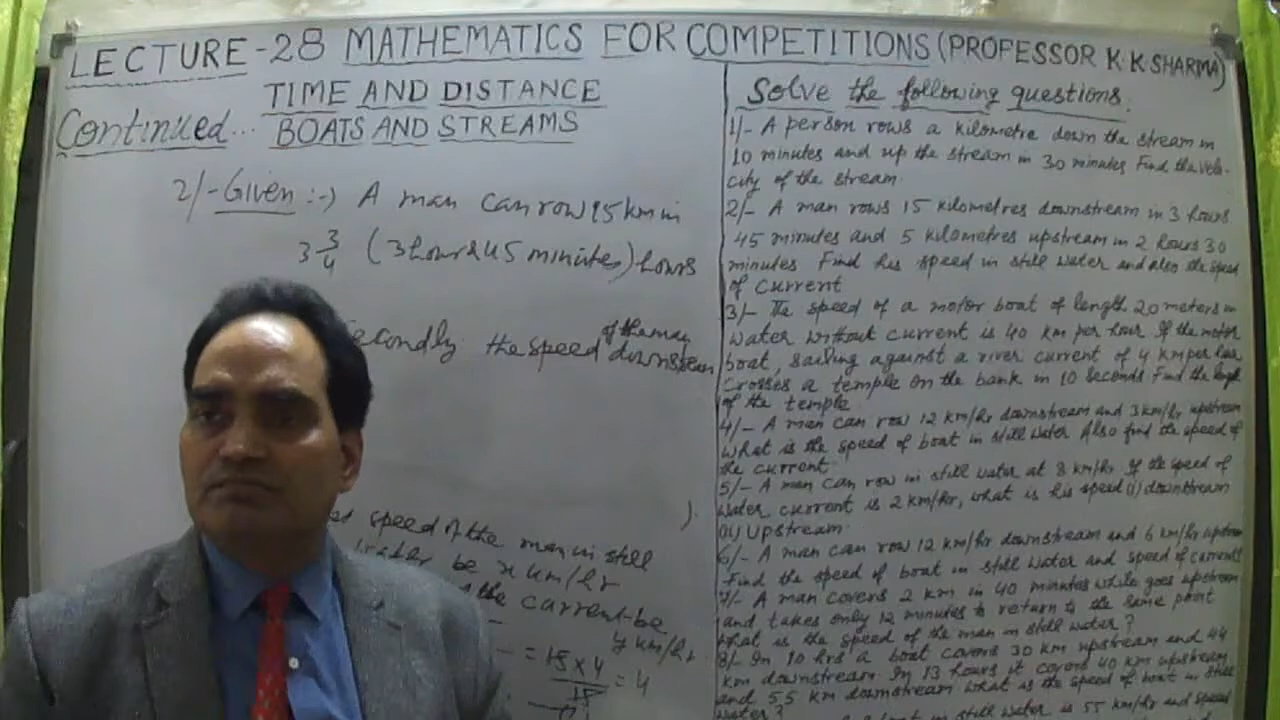 LECTURE-28 MATHEMATICS FOR COMPETITIONS (PROFESSOR K K SHARMA)
TIME AND DISTANCE
Continued... BOATS AND STREAMS
2/- Given :-) A man can row 15 km in
3 3/4 (3 hours 45 minutes) hours
Secondly the speed of the man downstream
speed of the man in still
water be x km/hr
the current be
y km/hr
= 15 x 4 / 15 = 4
Solve the following questions.
1/- A person rows a kilometre down the stream in
10 minutes and up the stream in 30 minutes Find the velo-
city of the stream.
2/- A man rows 15 kilometres downstream in 3 hours
45 minutes and 5 kilometres upstream in 2 hours 30
minutes Find his speed in still water and also the speed
of current
3/- The speed of a motor boat of length 20 meters in
water without current is 40 km per hour If the motor
boat, sailing against a river current of 4 km per hour
crosses a temple on the bank in 10 seconds Find the length
of the temple
4/- A man can row 12 km/hr downstream and 3 km/hr upstream
what is the speed of boat in still water Also find the speed of
the current
5/- A man can row in still water at 8 km/hr If the speed of
water current is 2 km/hr, what is his speed (i) downstream
(ii) Upstream
6/- A man can row 12 km/hr downstream and 6 km/hr upstream
Find the speed of boat in still water and speed of current
7/- A man covers 2 km in 40 minutes while goes upstream
and takes only 12 minutes to return to the same point
what is the speed of the man in still water?
8/- In 10 hrs a boat covers 30 km upstream and 44
km downstream In 13 hours it covers 40 km upstream
and 55 km downstream what is the speed of boat in still
water?
boat in still water is 55 km/hr and speed